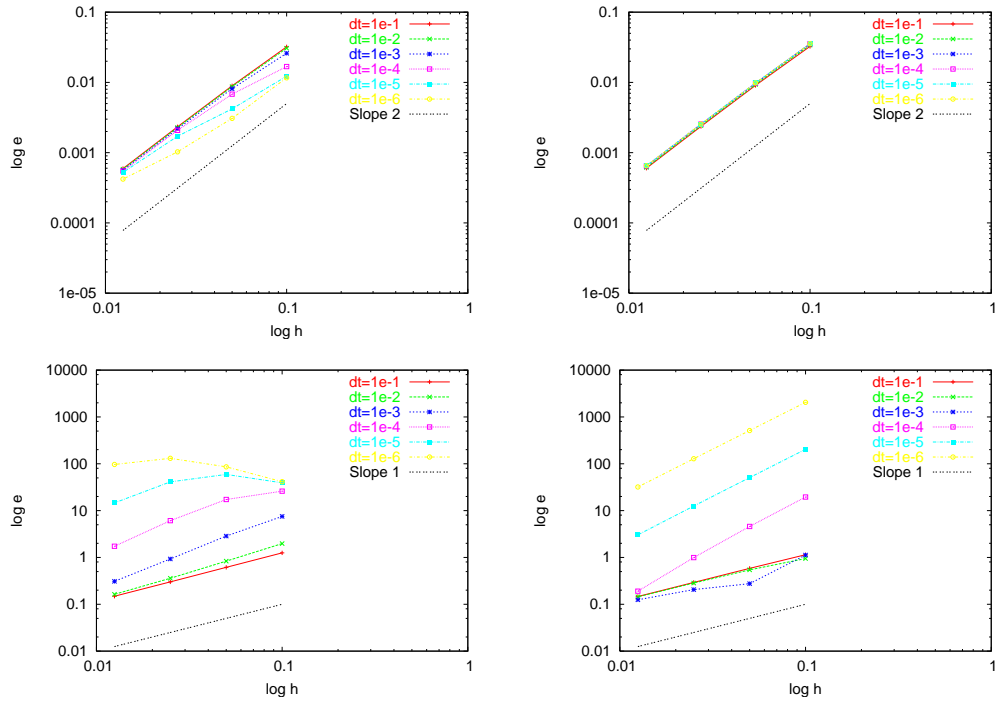 0.1
0.01
0.001
0.0001
1e-05
0.01
0.1
1
log e
log h
dt=1e-1
dt=1e-2
dt=1e-3
dt=1e-4
dt=1e-5
dt=1e-6
Slope 2
0.1
0.01
0.001
0.0001
1e-05
0.01
0.1
1
log e
log h
dt=1e-1
dt=1e-2
dt=1e-3
dt=1e-4
dt=1e-5
dt=1e-6
Slope 2
10000
1000
100
10
1
0.1
0.01
0.01
0.1
1
log e
log h
dt=1e-1
dt=1e-2
dt=1e-3
dt=1e-4
dt=1e-5
dt=1e-6
Slope 1
10000
1000
100
10
1
0.1
0.01
0.01
0.1
1
log e
log h
dt=1e-1
dt=1e-2
dt=1e-3
dt=1e-4
dt=1e-5
dt=1e-6
Slope 1